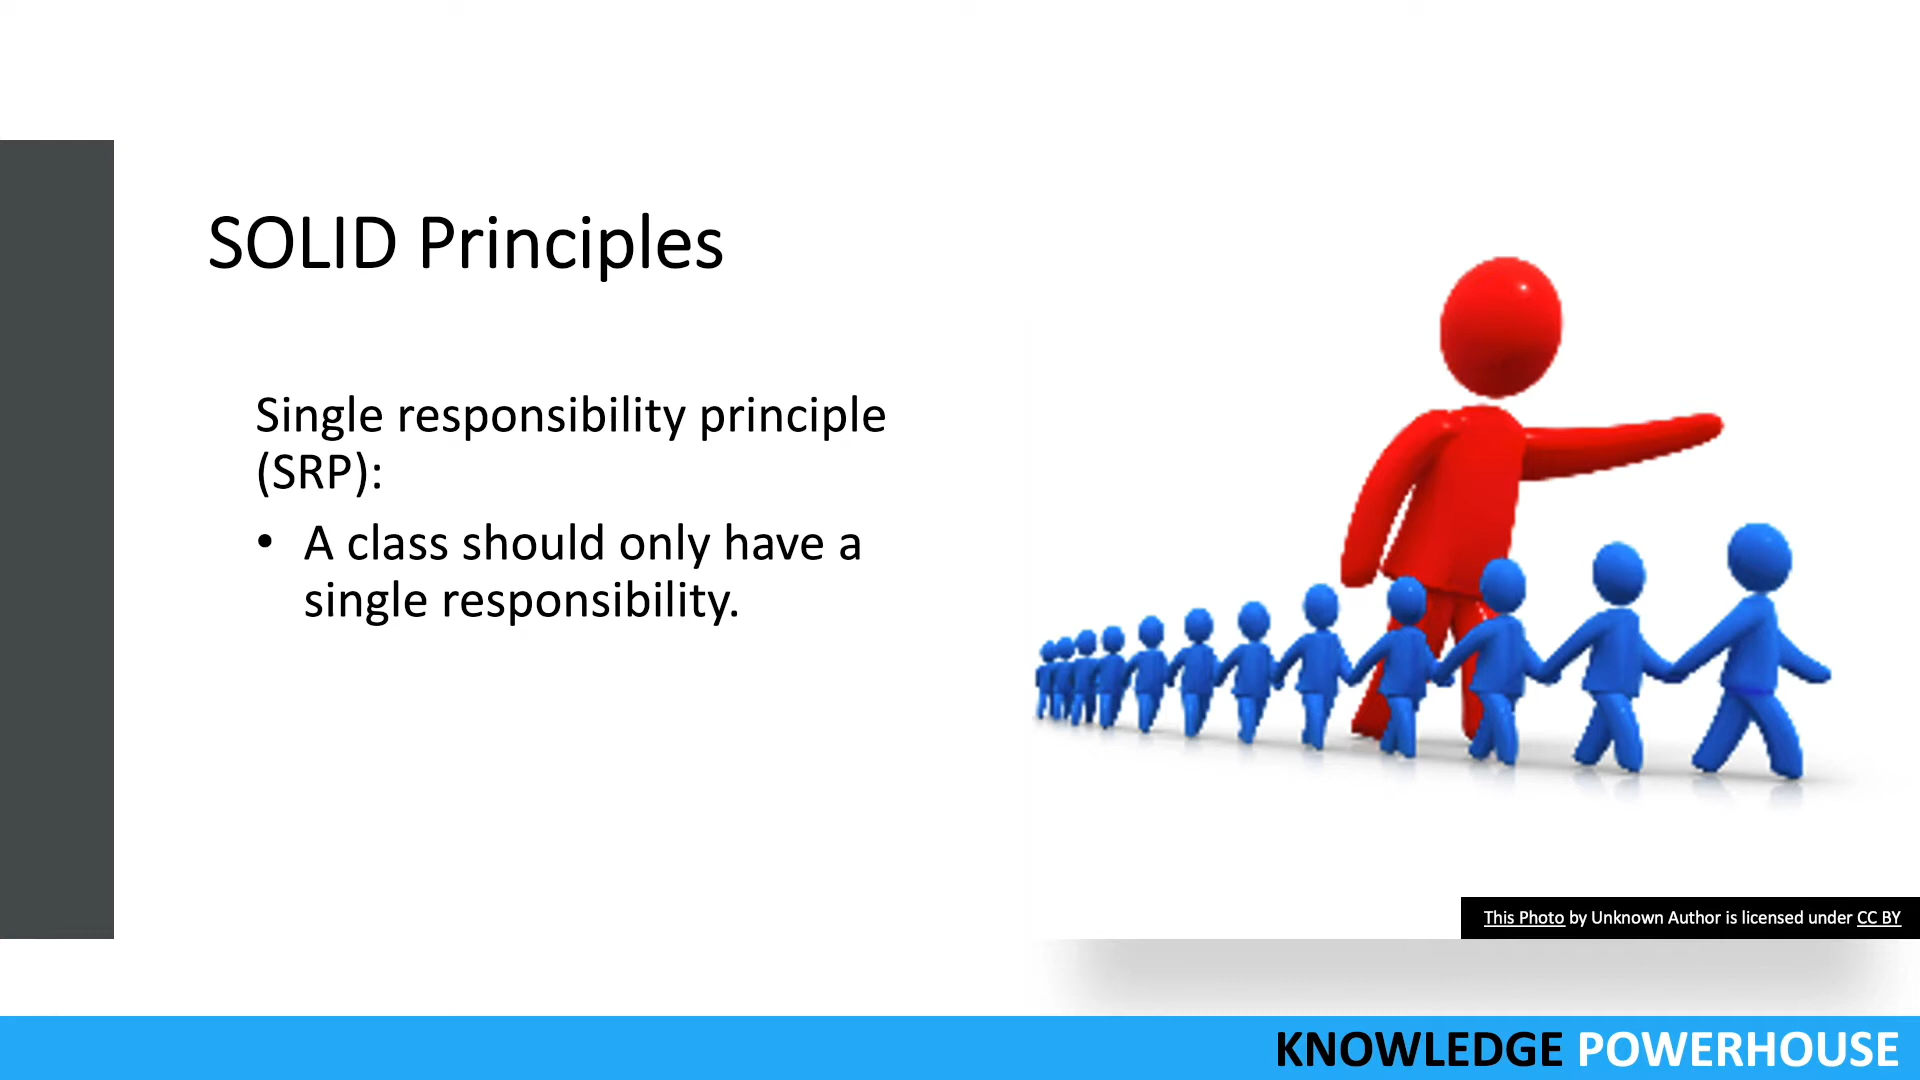 SOLID Principles
Single responsibility principle
(SRP):
• A class should only have a
single responsibility.
This Photo by Unknown Author is licensed under CC BY
KNOWLEDGE POWERHOUSE